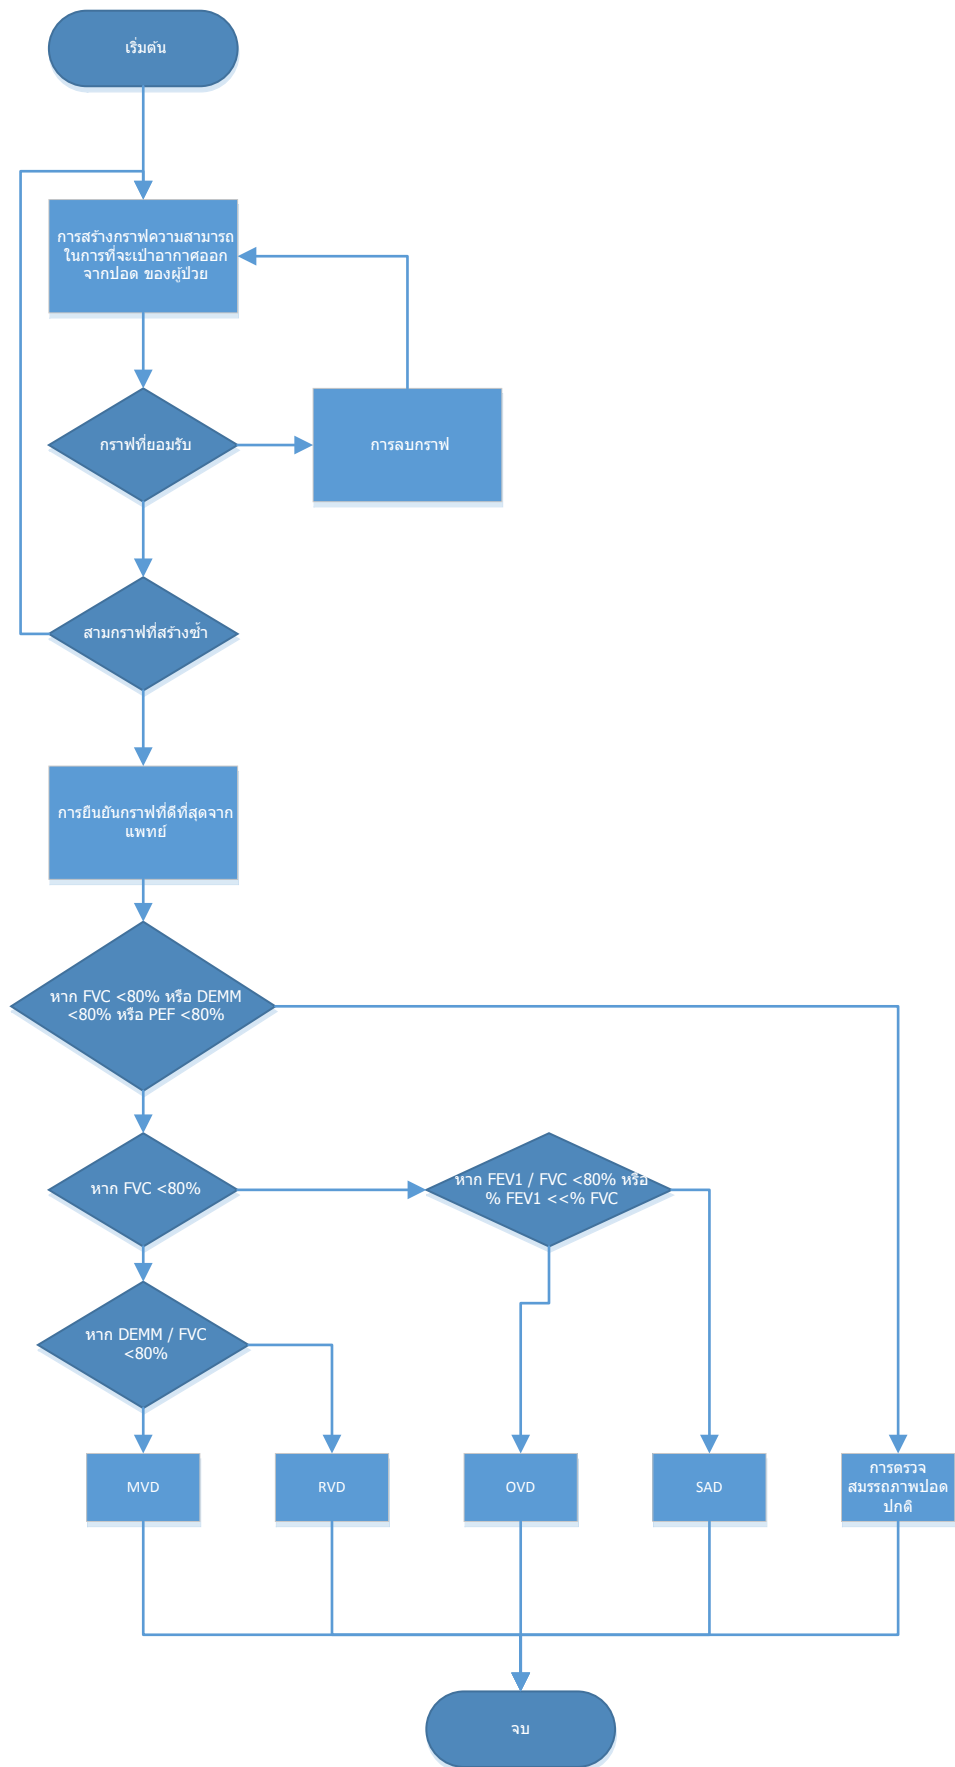 เริ่มต้น
การสร้างกราฟความสามารถ
ในการที่จะเป่าอากาศออก
จากปอด ของผู้ป่วย
กราฟที่ยอมรับ
การลบกราฟ
สามกราฟที่สร้างซ้ำ
การยืนยันกราฟที่ดีที่สุดจาก
แพทย์
หาก FVC <80% หรือ DEMM
<80% หรือ PEF <80%
หาก FVC <80%
หาก FEV1 / FVC <80% หรือ
% FEV1 <<% FVC
หาก DEMM / FVC
<80%
MVD
RVD
OVD
SAD
การตรวจ
สมรรถภาพปอด
ปกติ
จบ